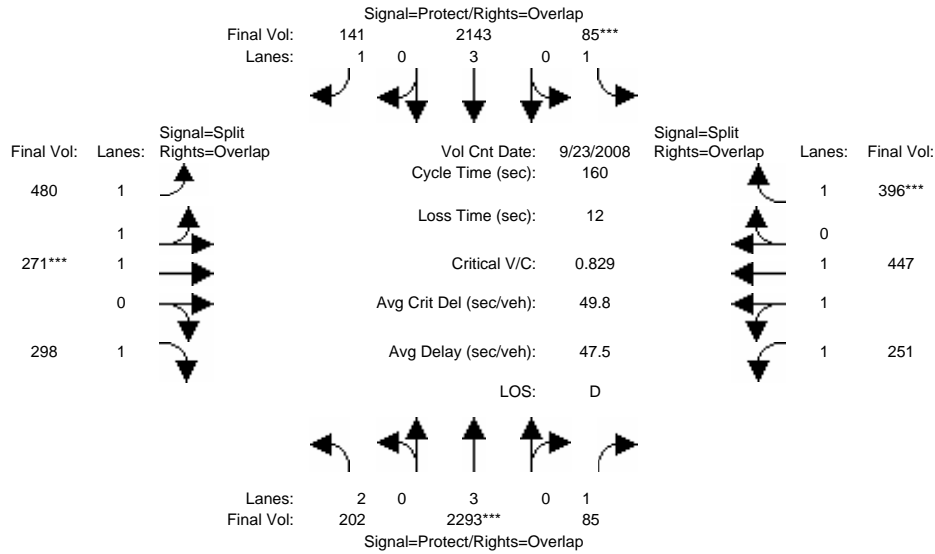 Signal=Protect/Rights=Overlap
Final Vol: 141 2143 85***
Lanes: 1 0 3 0 1
Signal=Split
Rights=Overlap
Final Vol: Lanes:
Vol Cnt Date: 9/23/2008
Signal=Split
Rights=Overlap
Lanes: Final Vol:
Cycle Time (sec): 160
480 1
1 396***
Loss Time (sec): 12
1
0
271*** 1
Critical V/C: 0.829
1 447
0
Avg Crit Del (sec/veh): 49.8
1
298 1
Avg Delay (sec/veh): 47.5
1 251
LOS: D
Lanes: 2 0 3 0 1
Final Vol: 202 2293*** 85
Signal=Protect/Rights=Overlap